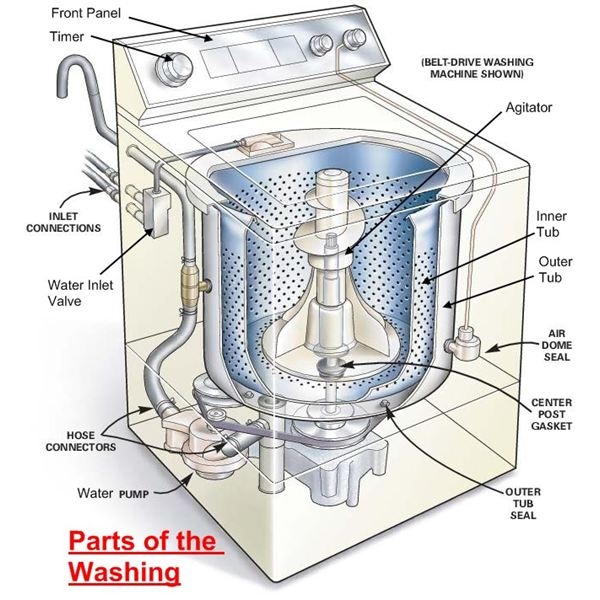 Front Panel
Timer
(BELT-DRIVE WASHING
MACHINE SHOWN)
Agitator
INLET
CONNECTIONS
Inner
Tub
Outer
Tub
Water Inlet
Valve
AIR
DOME
SEAL
CENTER
POST
GASKET
HOSE
CONNECTORS
Water PUMP
OUTER
TUB
SEAL
Parts of the
Washing